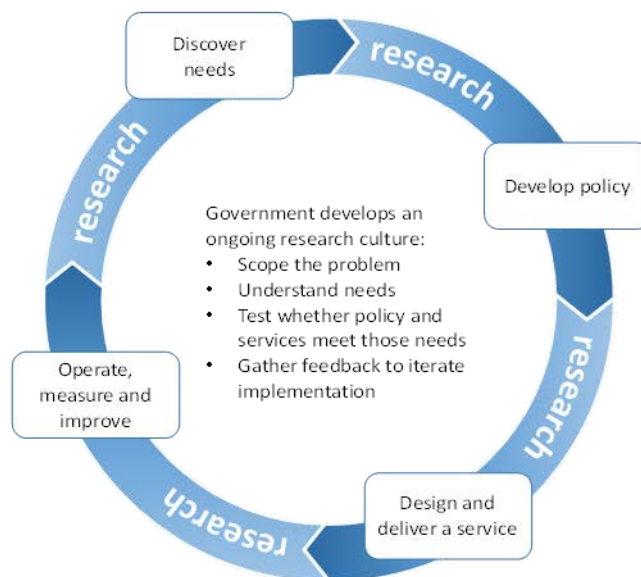 Discover
needs
research
Develop policy
research
Design and
deliver a service
research
Operate,
measure and
improve
research
Government develops an
ongoing research culture:
• Scope the problem
• Understand needs
• Test whether policy and
services meet those needs
• Gather feedback to iterate
implementation